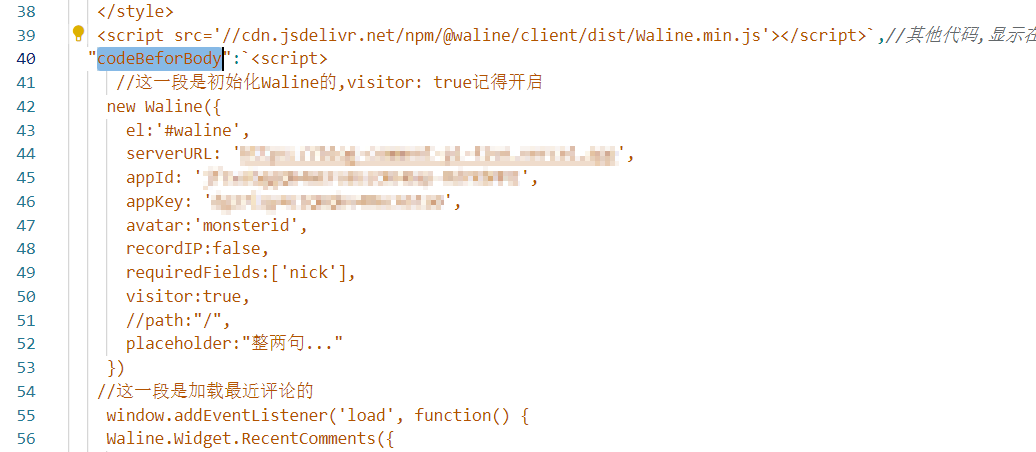 38 </style>
39 <script src='//cdn.jsdelivr.net/npm/@waline/client/dist/Waline.min.js'></script>`,//其他代码,显示在
40 "codeBeforBody":`<script>
41 //这一段是初始化Waline的,visitor: true记得开启
42 new Waline({
43 el:'#waline',
44 serverURL: '',
45 appId: '',
46 appKey: '',
47 avatar:'monsterid',
48 recordIP:false,
49 requiredFields:['nick'],
50 visitor:true,
51 //path:"/",
52 placeholder:"整两句..."
53 })
54 //这一段是加载最近评论的
55 window.addEventListener('load', function() {
56 Waline.Widget.RecentComments({